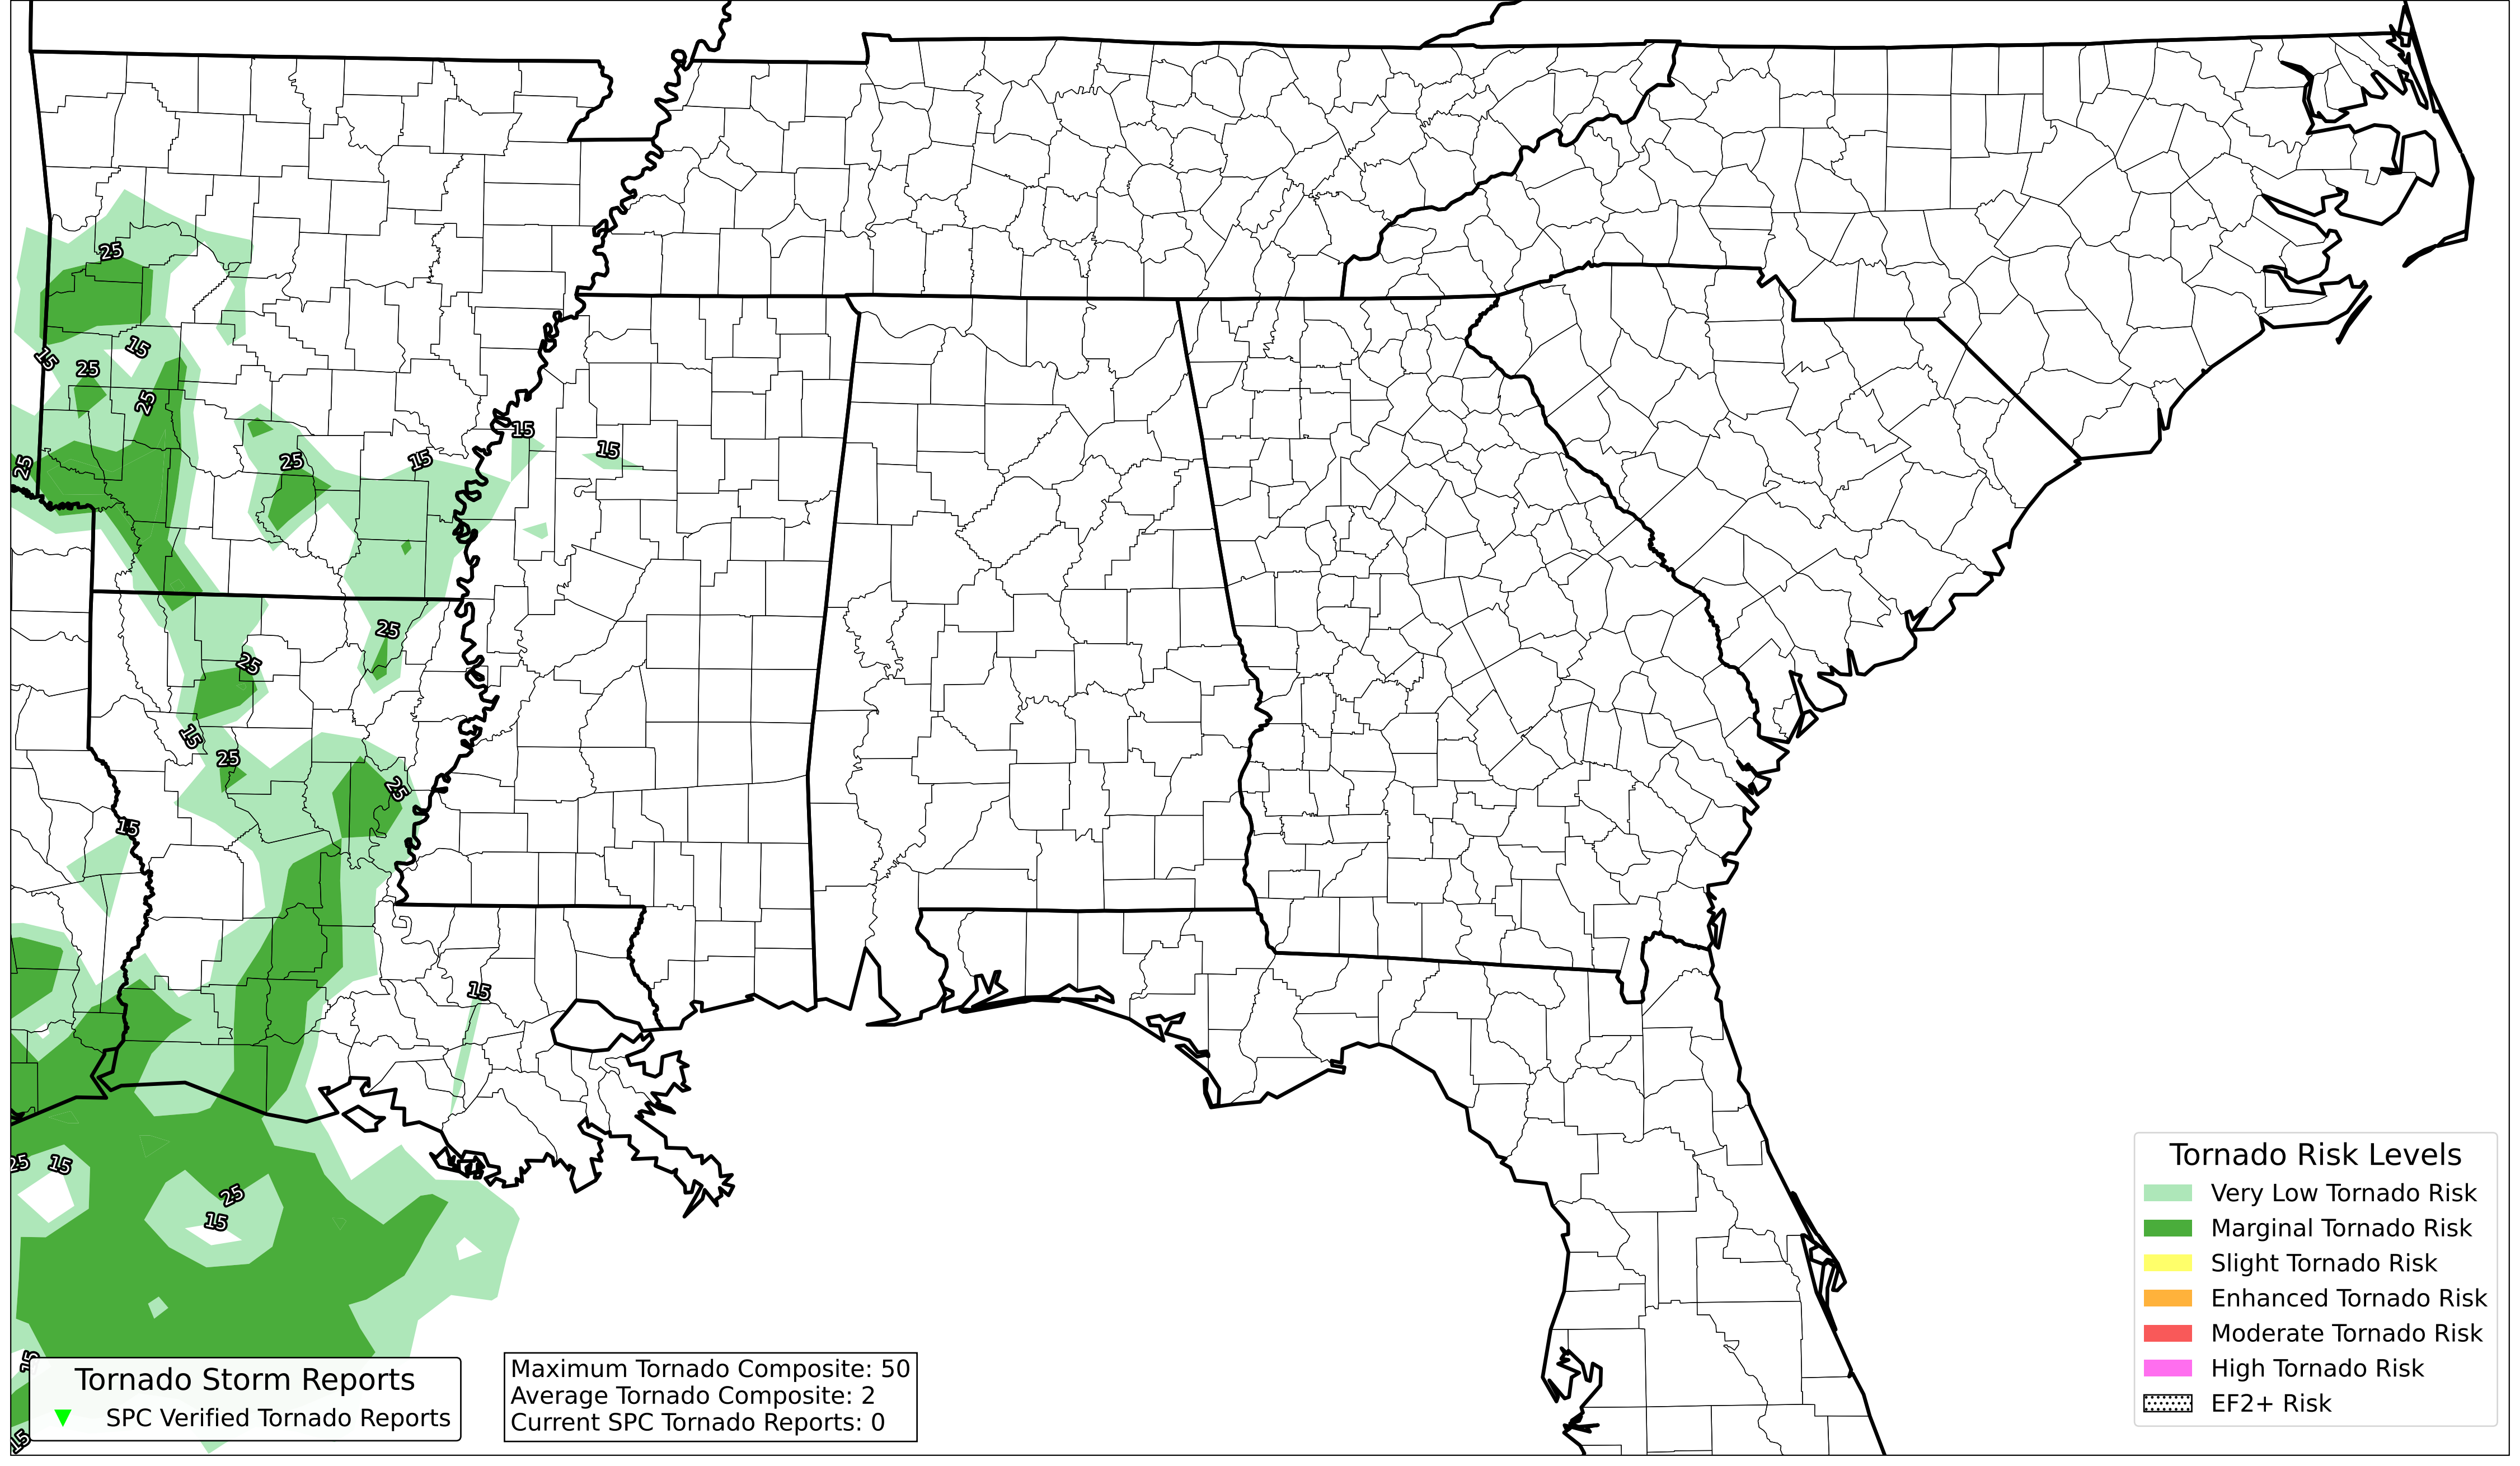 25
15
15
25
25
15
15
25
15
25
25
25
15
25
25
15
15
25
15
25
15
15
15
Tornado Storm Reports
SPC Verified Tornado Reports
Maximum Tornado Composite: 50
Average Tornado Composite: 2
Current SPC Tornado Reports: 0
Tornado Risk Levels
Very Low Tornado Risk
Marginal Tornado Risk
Slight Tornado Risk
Enhanced Tornado Risk
Moderate Tornado Risk
High Tornado Risk
EF2+ Risk